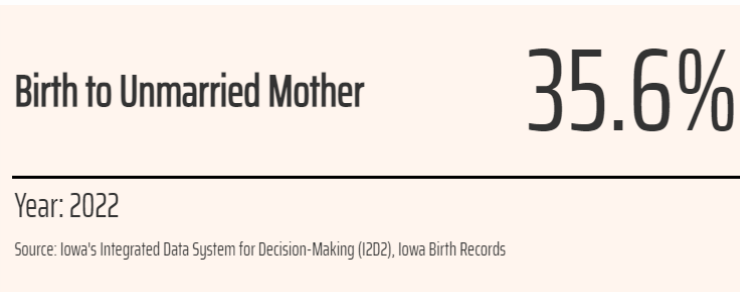 Birth to Unmarried Mother 35.6%
Year: 2022
Source: Iowa's Integrated Data System for Decision-Making (I2D2), Iowa Birth Records